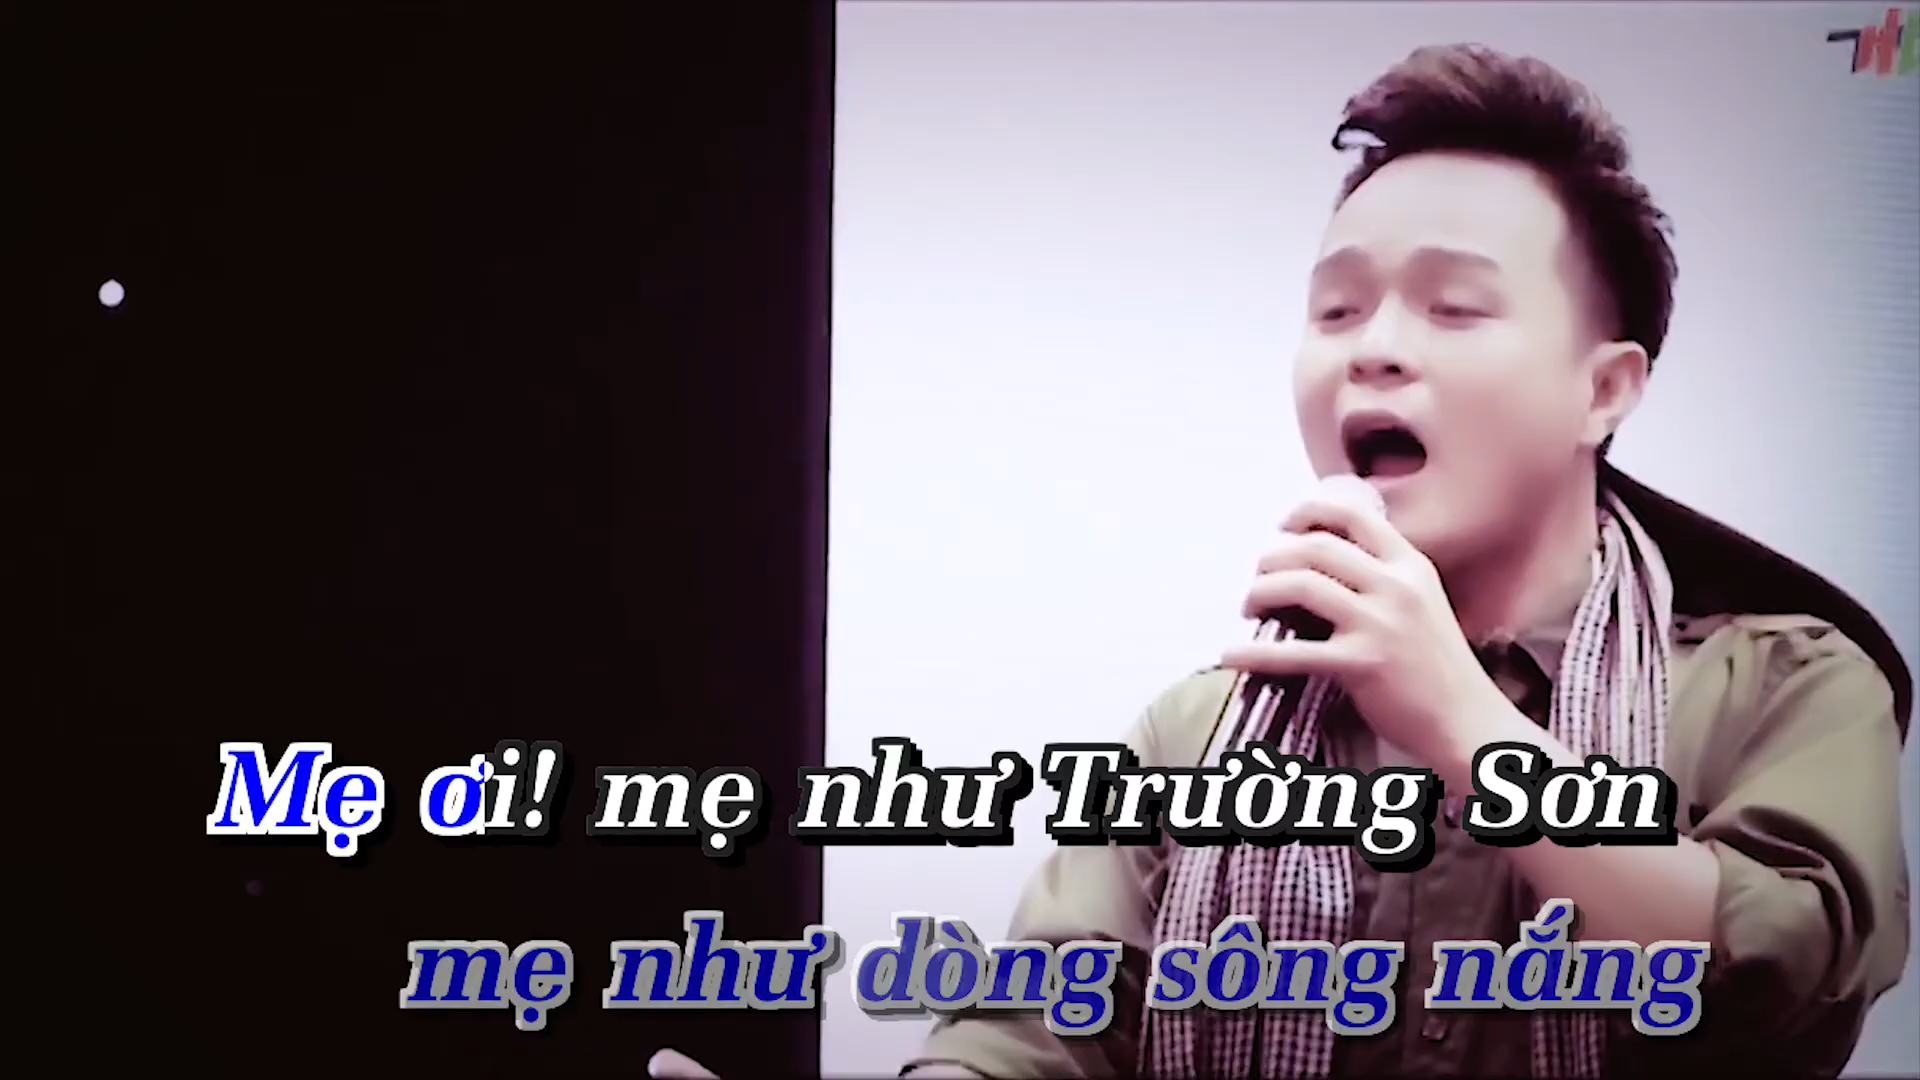 Mẹ ơi! mẹ như Trường Sơn
mẹ như dòng sông nắng